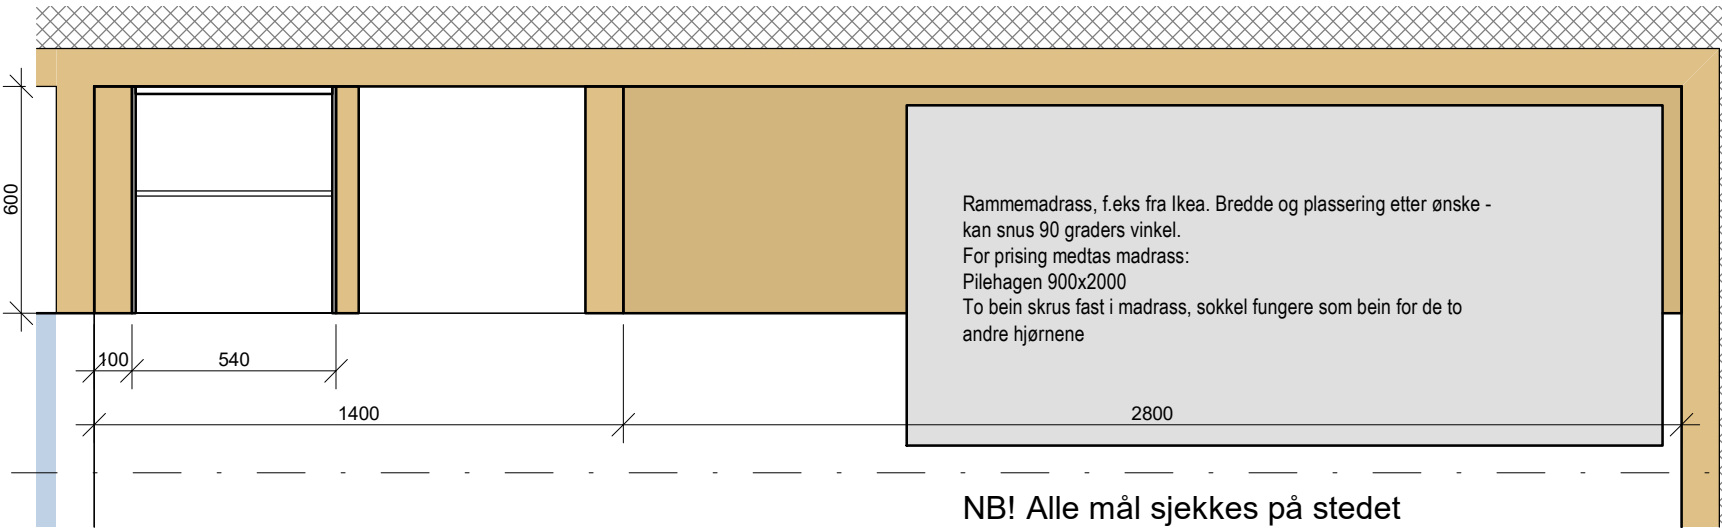 600
Rammemadrass, f.eks fra Ikea. Bredde og plassering etter ønske -
kan snus 90 graders vinkel.
For prising medtas madrass:
Pilehagen 900x2000
To bein skrus fast i madrass, sokkel fungere som bein for de to
andre hjørnene
100
540
1400
2800
NB! Alle mål sjekkes på stedet